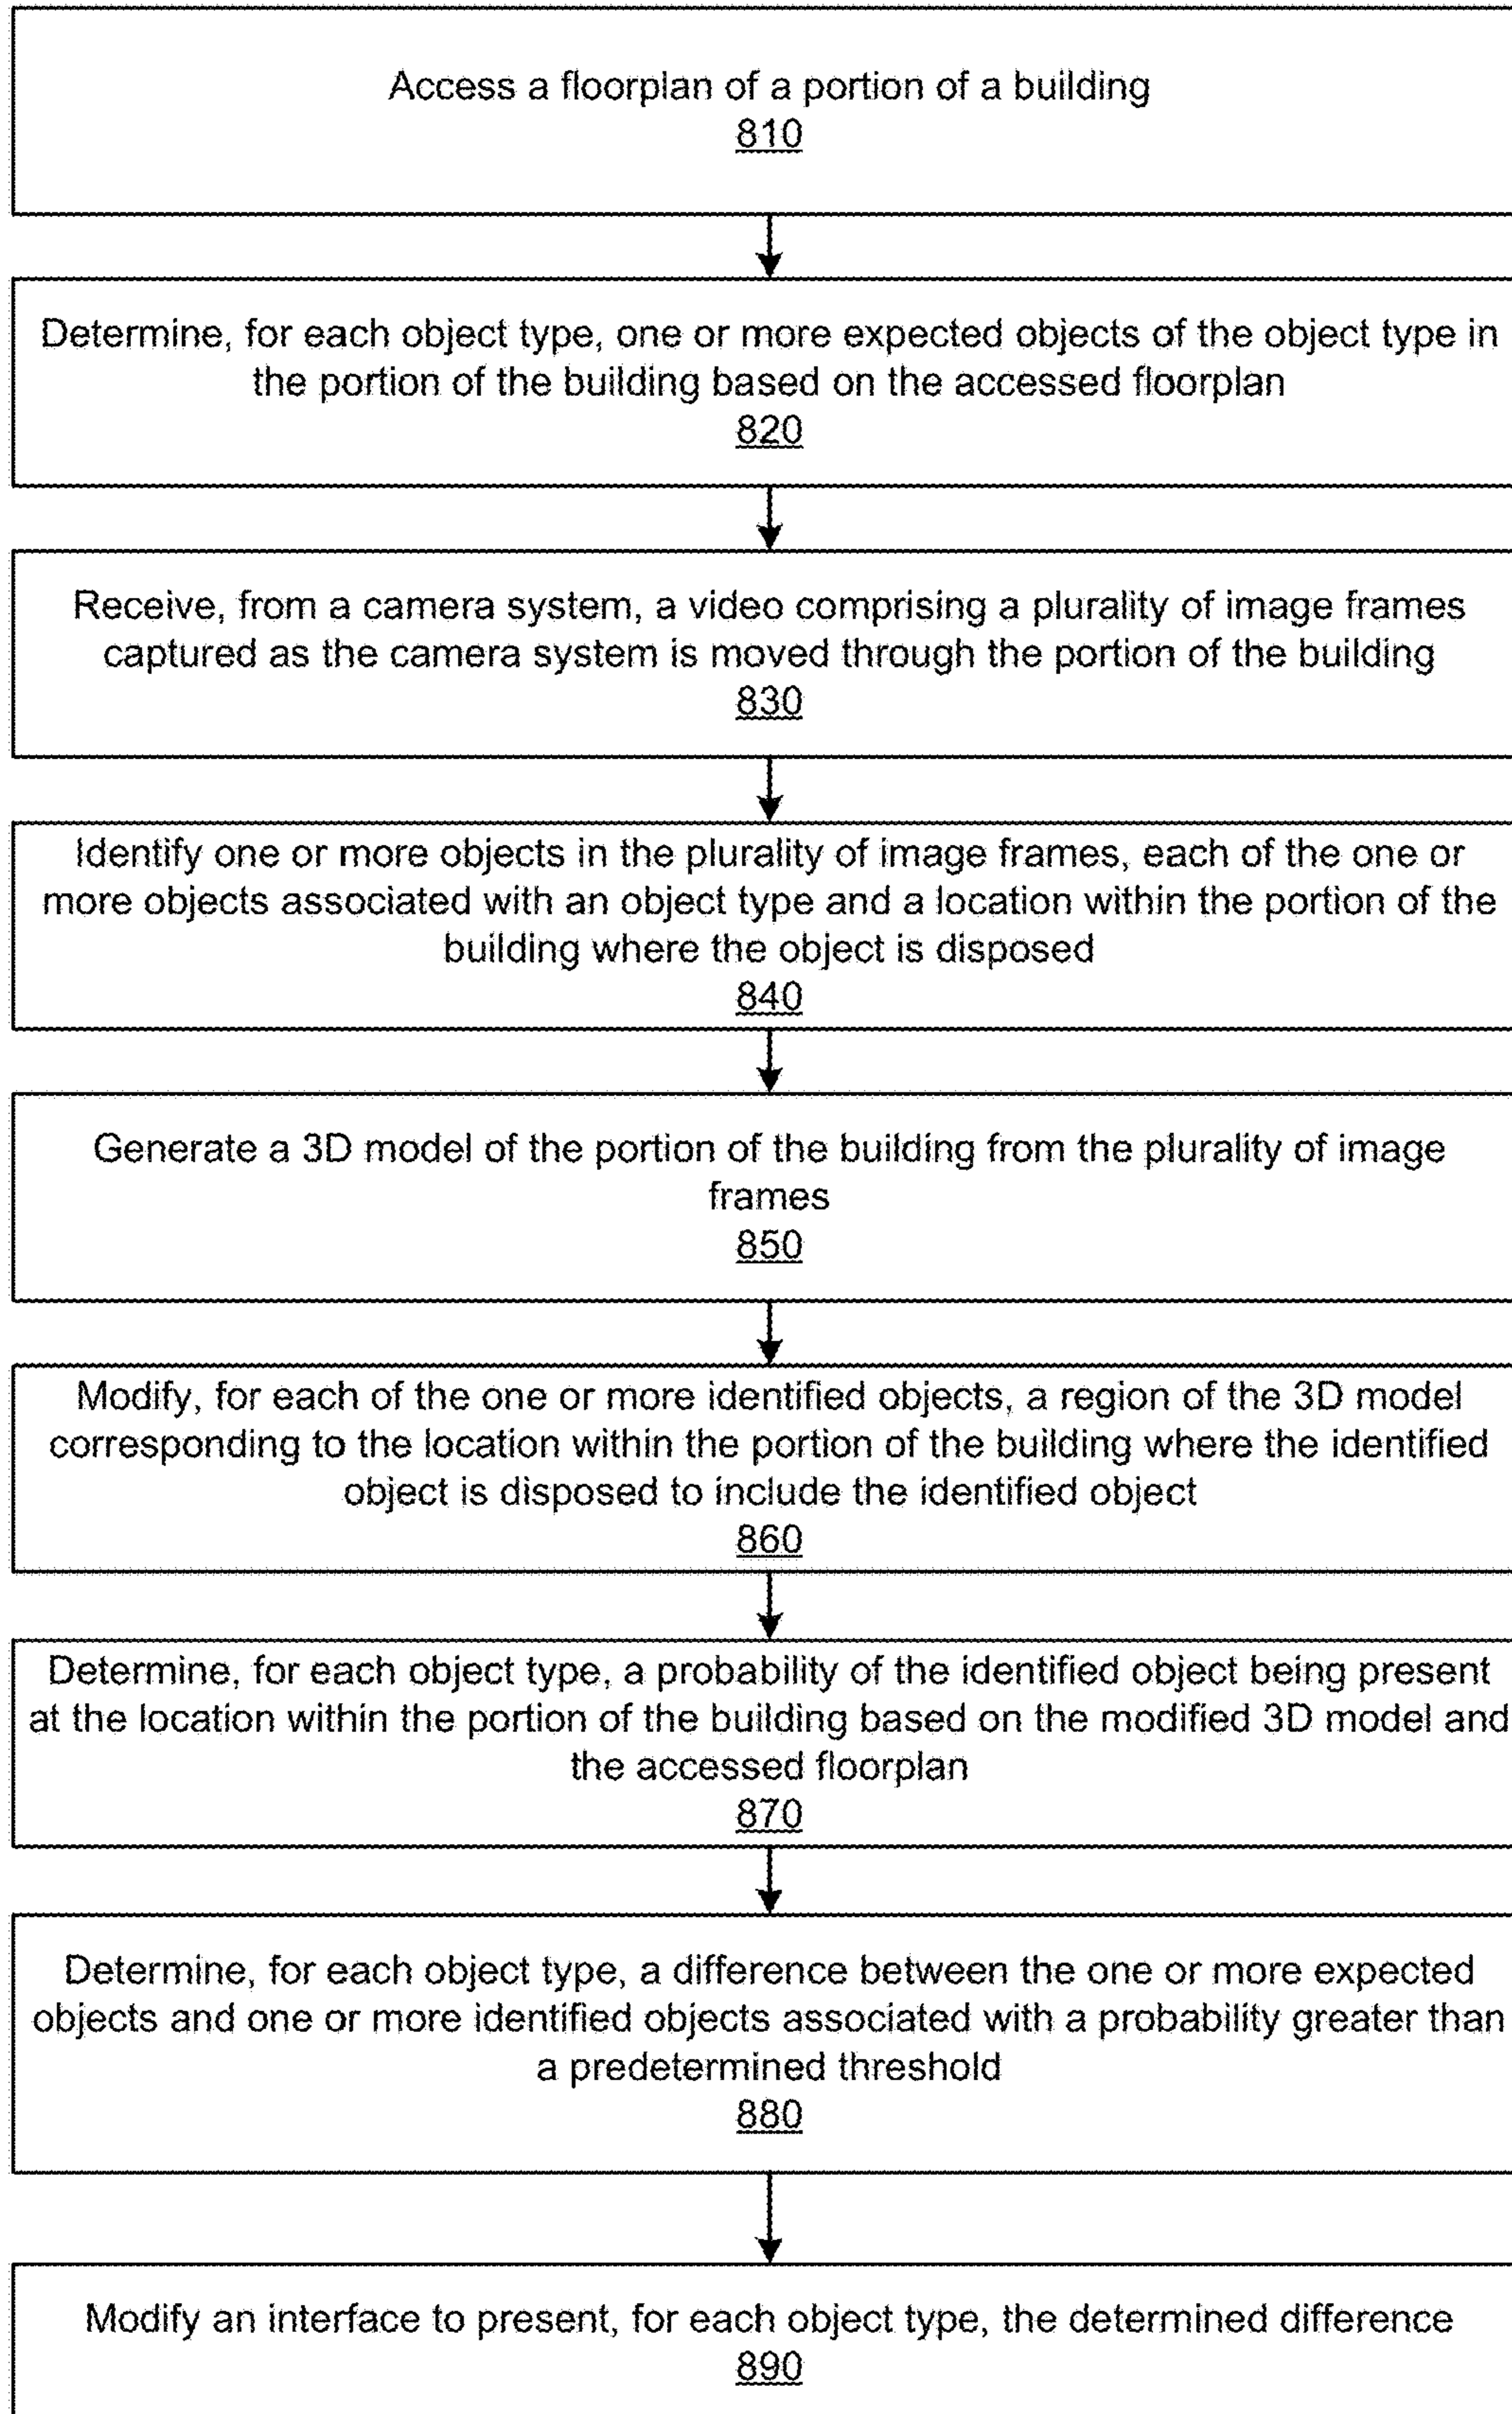 Access a floorplan of a portion of a building
810
Determine, for each object type, one or more expected objects of the object type in
the portion of the building based on the accessed floorplan
820
Receive, from a camera system, a video comprising a plurality of image frames
captured as the camera system is moved through the portion of the building
830
Identify one or more objects in the plurality of image frames, each of the one or
more objects associated with an object type and a location within the portion of the
building where the object is disposed
840
Generate a 3D model of the portion of the building from the plurality of image
frames
850
Modify, for each of the one or more identified objects, a region of the 3D model
corresponding to the location within the portion of the building where the identified
object is disposed to include the identified object
860
Determine, for each object type, a probability of the identified object being present
at the location within the portion of the building based on the modified 3D model and
the accessed floorplan
870
Determine, for each object type, a difference between the one or more expected
objects and one or more identified objects associated with a probability greater than
a predetermined threshold
880
Modify an interface to present, for each object type, the determined difference
890